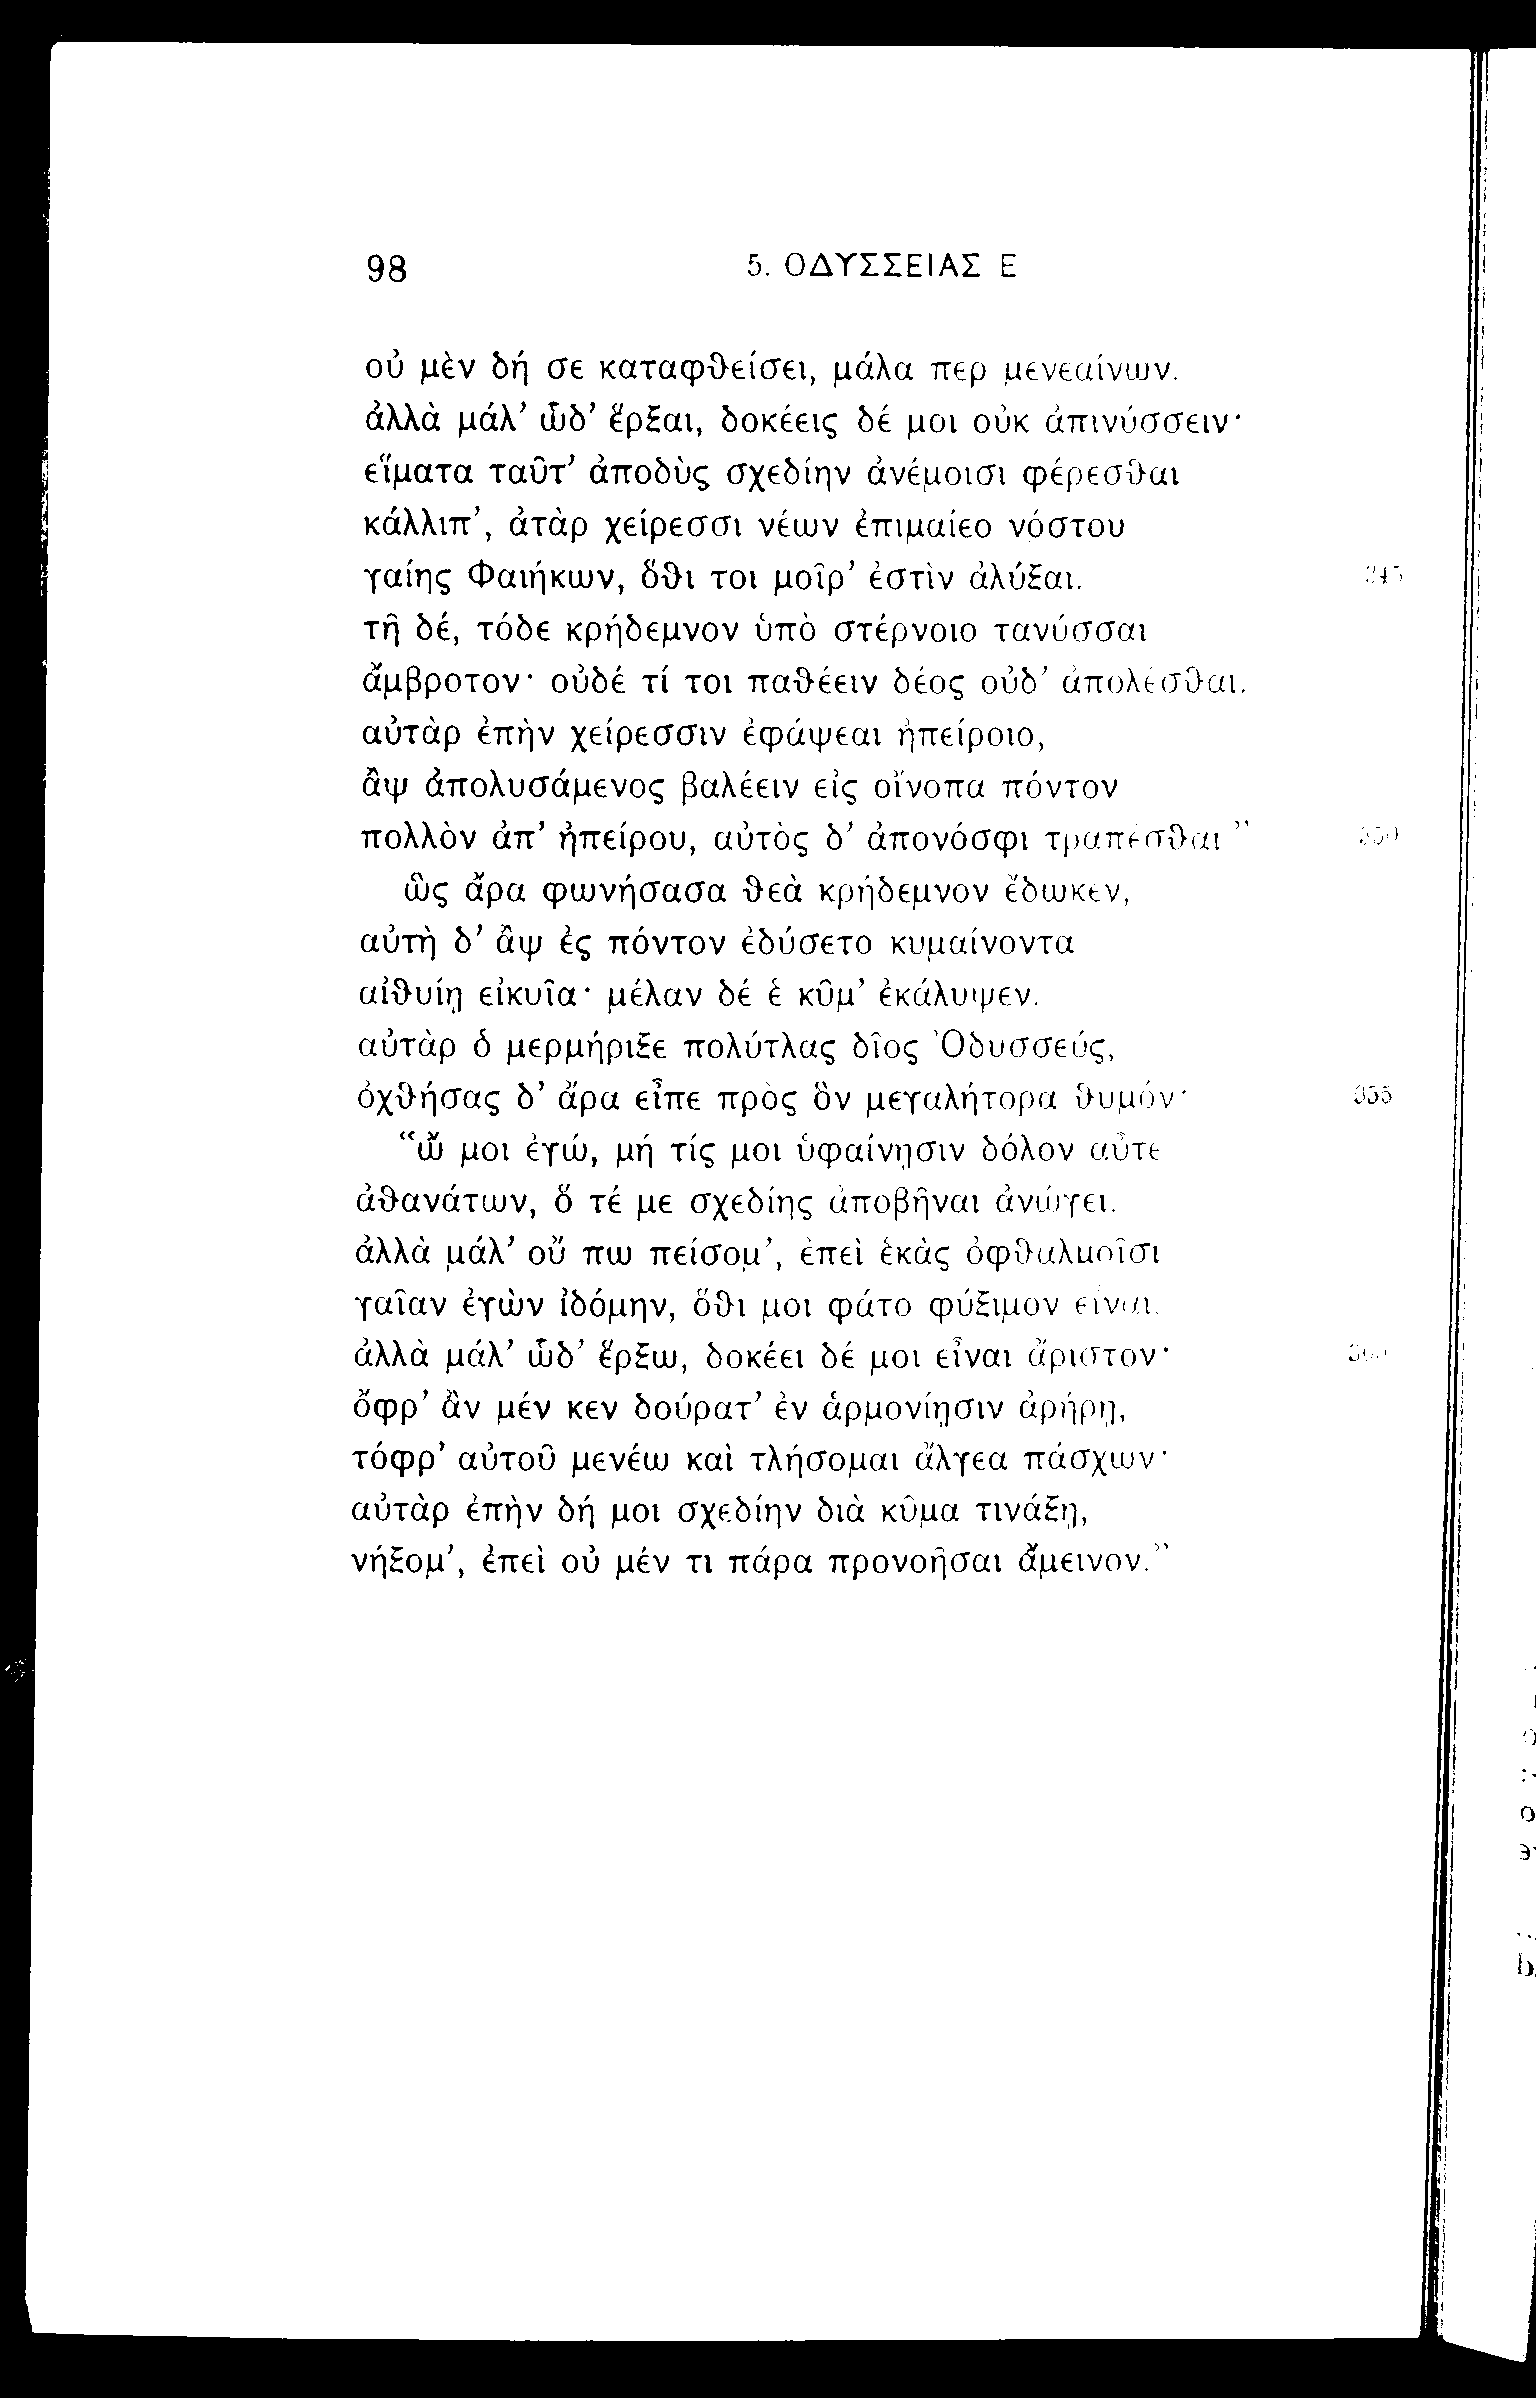 98 5. ΟΔΥΣΣΕΙΑΣ Ε
οὐ μὲν δή σε καταφθείσει, μάλα περ μενεαίνων.
ἀλλὰ μάλ’ ὧδ’ ἔρξαι, δοκέεις δέ μοι οὐκ ἀπινύσσειν·
εἵματα ταῦτ’ ἀποδὺς σχεδίην ἀνέμοισι φέρεσθαι
κάλλιπ’, ἀτὰρ χείρεσσι νέων ἐπιμαίεο νόστου
γαίης Φαιήκων, ὅθι τοι μοῖρ’ ἐστὶν ἀλύξαι. 345
τῆ δέ, τόδε κρήδεμνον ὑπὸ στέρνοιο τανύσσαι
ἄμβροτον· οὐδέ τί τοι παθέειν δέος οὐδ’ ἀπολέσθαι.
αὐτὰρ ἐπὴν χείρεσσιν ἐφάψεαι ἠπείροιο,
ἂψ ἀπολυσάμενος βαλέειν εἰς οἴνοπα πόντον
πολλὸν ἀπ’ ἠπείρου, αὐτὸς δ’ ἀπονόσφι τραπέσθαι” 350
ὣς ἄρα φωνήσασα θεὰ κρήδεμνον ἔδωκεν,
αὐτὴ δ’ ἂψ ἐς πόντον ἐδύσετο κυμαίνοντα
αἰθυίῃ εἰκυῖα· μέλαν δέ ἑ κῦμ’ ἐκάλυψεν.
αὐτὰρ ὁ μερμήριξε πολύτλας δῖος Ὀδυσσεύς,
ὀχθήσας δ’ ἄρα εἶπε πρὸς ὃν μεγαλήτορα θυμόν· 355
“ὤ μοι ἐγώ, μή τίς μοι ὑφαίνῃσιν δόλον αὖτε
ἀθανάτων, ὅ τέ με σχεδίης ἀποβῆναι ἀνώγει.
ἀλλὰ μάλ’ οὔ πω πείσομ’, ἐπεὶ ἑκὰς ὀφθαλμοῖσι
γαῖαν ἐγὼν ἰδόμην, ὅθι μοι φάτο φύξιμον εἶναι.
ἀλλὰ μάλ’ ὧδ’ ἔρξω, δοκέει δέ μοι εἶναι ἄριστον· 360
ὄφρ’ ἂν μέν κεν δούρατ’ ἐν ἁρμονίῃσιν ἀρήρῃ,
τόφρ’ αὐτοῦ μενέω καὶ τλήσομαι ἄλγεα πάσχων·
αὐτὰρ ἐπὴν δή μοι σχεδίην διὰ κῦμα τινάξῃ,
νήξομ’, ἐπεὶ οὐ μέν τι πάρα προνοῆσαι ἄμεινον.”